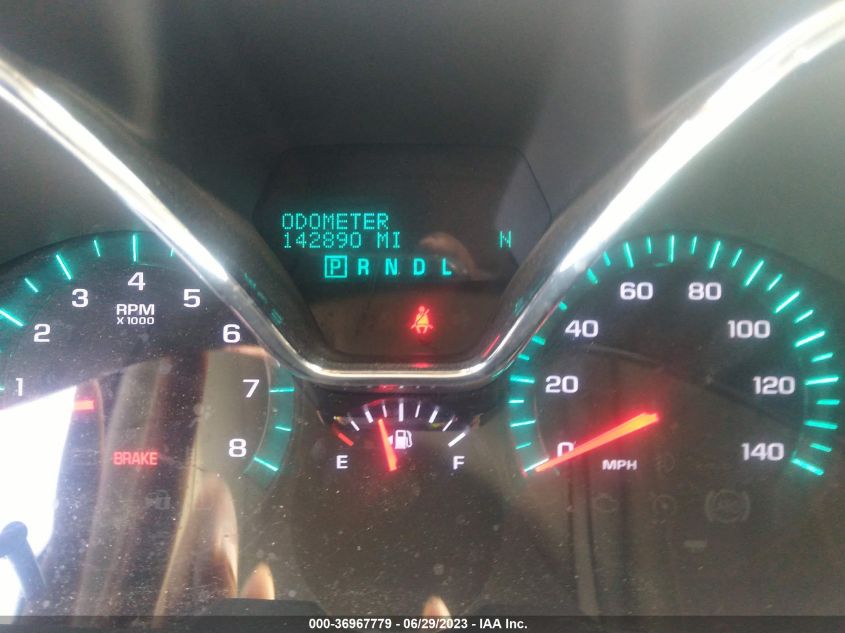 ODOMETER
142890 MI N
P R N D L
1 2 3 4 5 6 7 8
RPM
X 1000
BRAKE
E F
0 20 40 60 80 100 120 140
MPH
000-36967779 - 06/29/2023 - IAA Inc.